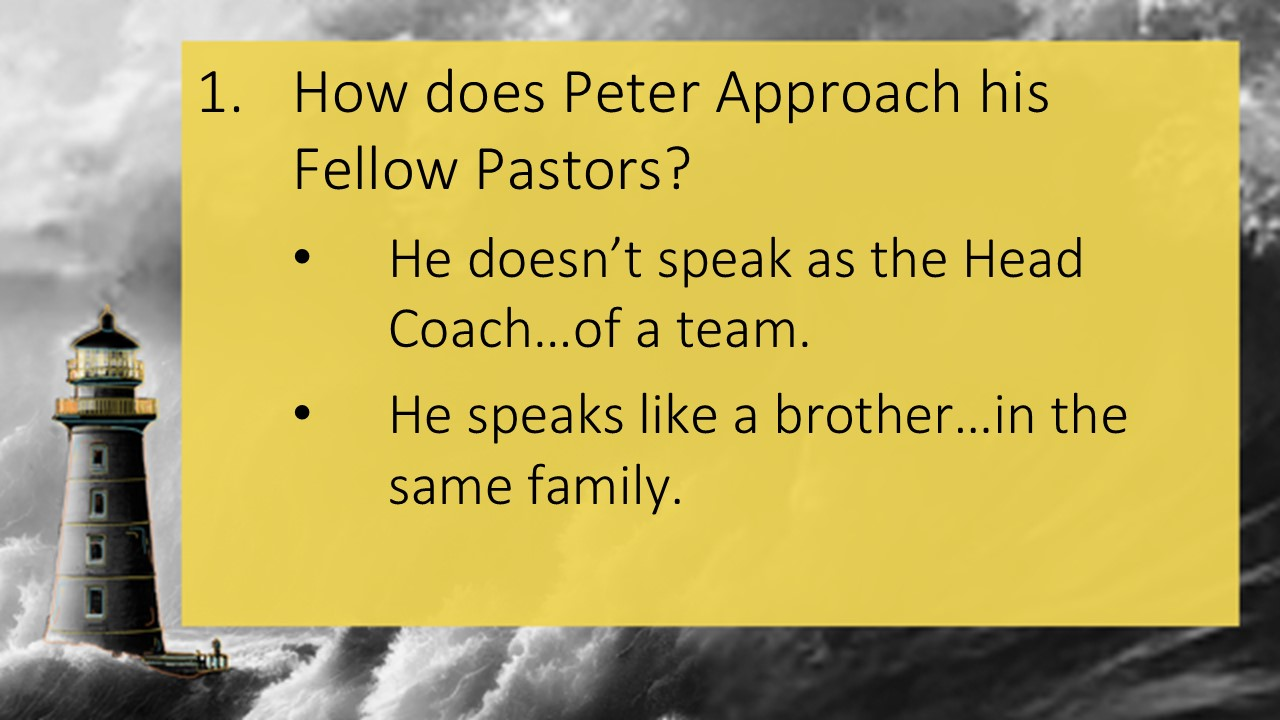 1. How does Peter Approach his
Fellow Pastors?
• He doesn’t speak as the Head
Coach…of a team.
• He speaks like a brother…in the
same family.